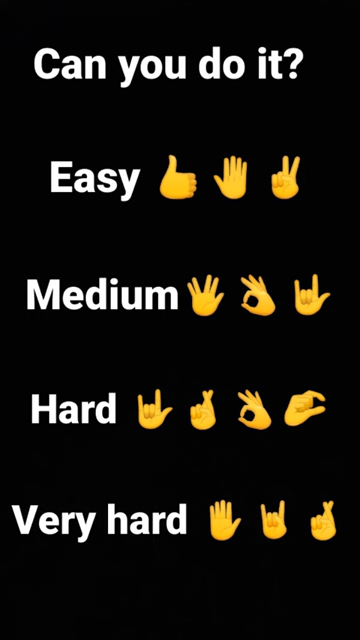 Can you do it?
Easy 👍 🤚 ✌️
Medium 🖖 👌 🤟
Hard 🤟 🤞 👌 🤏
Very hard ✋ 🤘 🤞